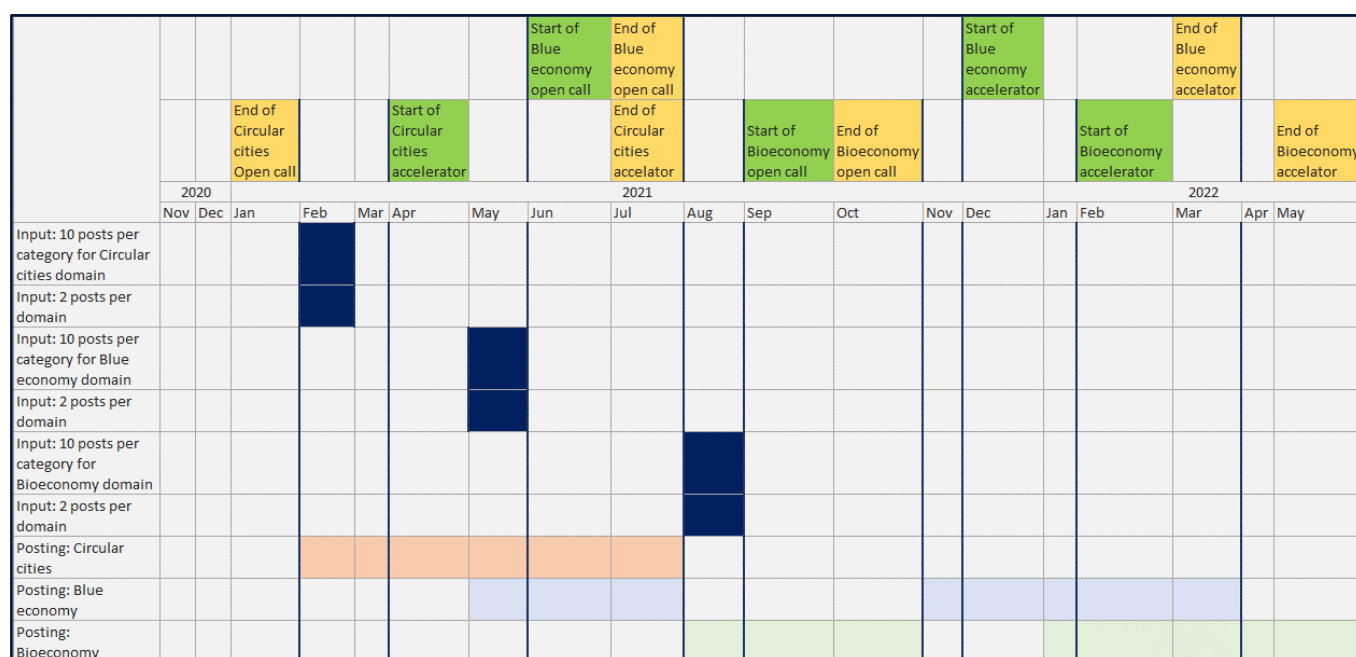 Start of
Blue
economy
open call
End of
Blue
economy
open call
Start of
Blue
economy
accelerator
End of
Blue
economy
accelator
End of
Circular
cities
Open call
Start of
Circular
cities
accelerator
End of
Circular
cities
accelator
Start of
Bioeconomy
open call
End of
Bioeconomy
open call
Start of
Bioeconomy
accelerator
End of
Bioeconomy
accelator
2020 2021 2022
Nov Dec Jan Feb Mar Apr May Jun Jul Aug Sep Oct Nov Dec Jan Feb Mar Apr May
Input: 10 posts per
category for Circular
cities domain
Input: 2 posts per
domain
Input: 10 posts per
category for Blue
economy domain
Input: 2 posts per
domain
Input: 10 posts per
category for
Bioeconomy domain
Input: 2 posts per
domain
Posting: Circular
cities
Posting: Blue
economy
Posting:
Bioeconomy